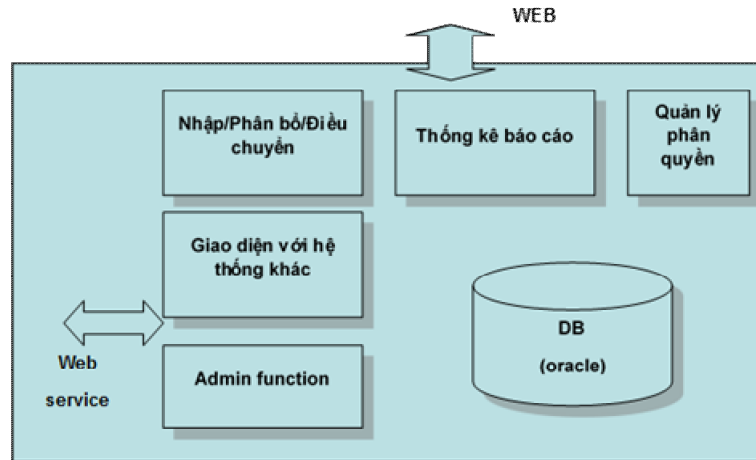 WEB
Nhập/Phân bổ/Điều
chuyển
Thống kê báo cáo
Quản lý
phân
quyền
Giao diện với hệ
thống khác
DB
(oracle)
Web
service
Admin function